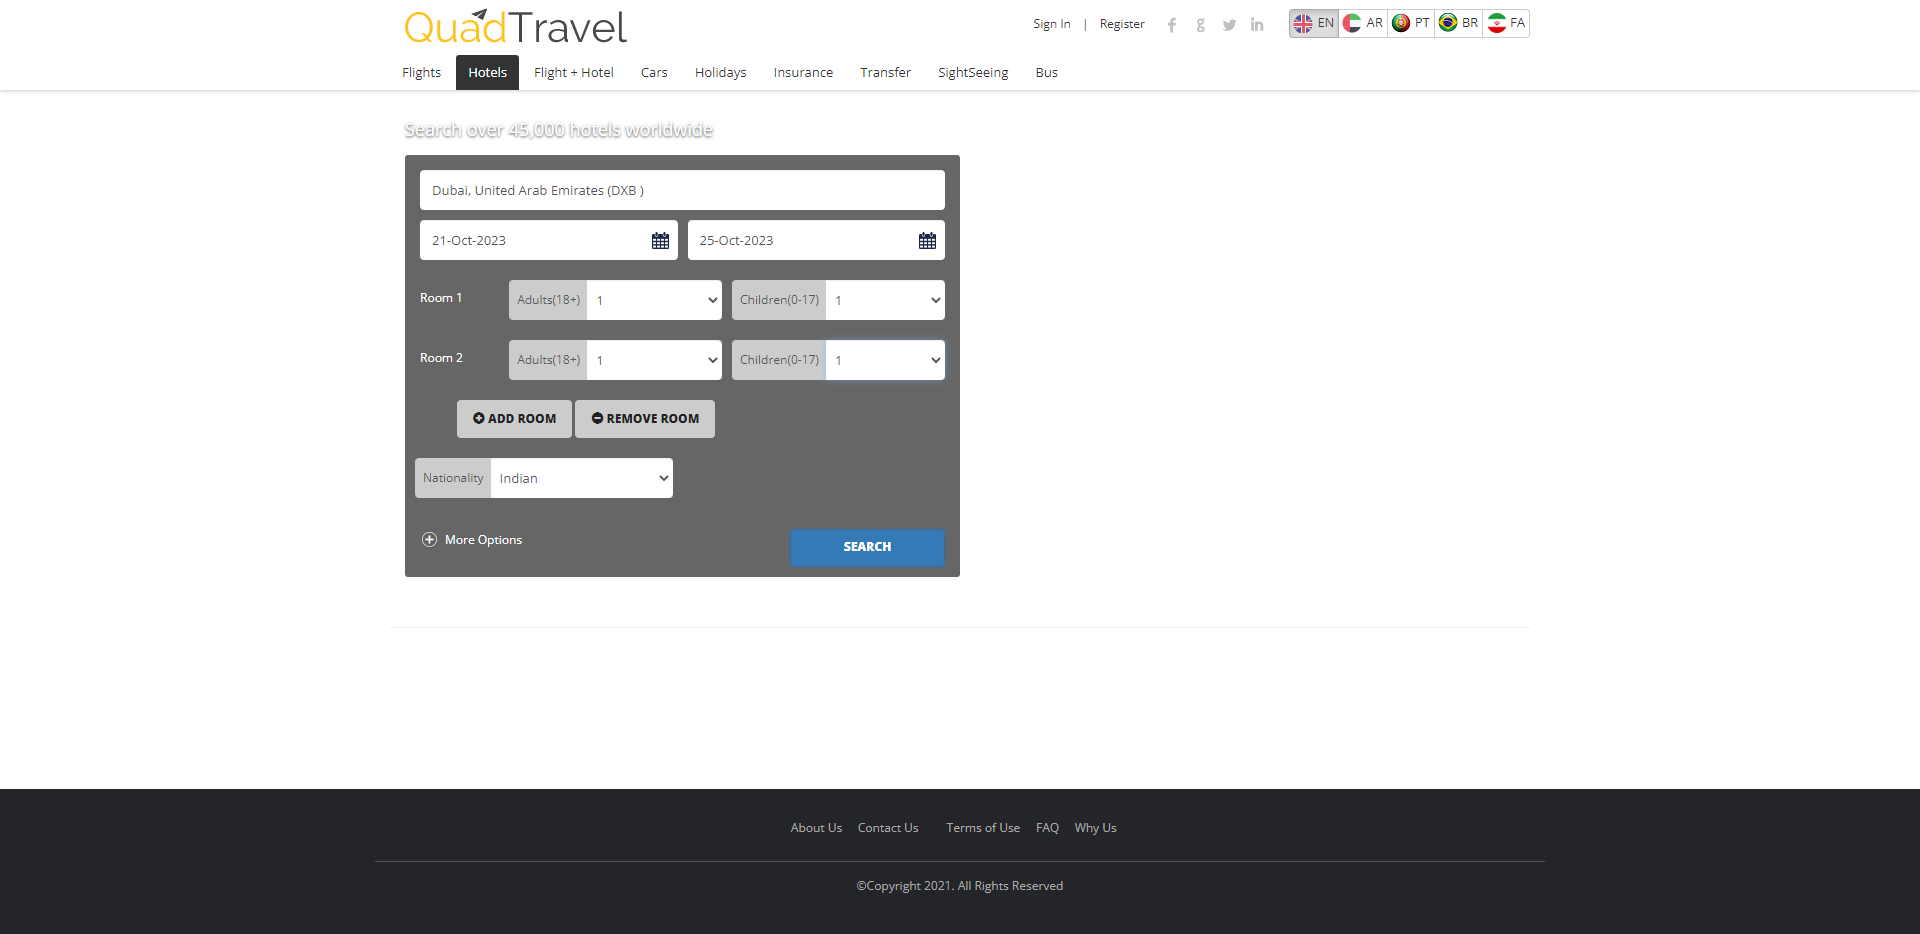 QuadTravel
Sign In | Register
EN AR PT BR FA
Flights Hotels Flight + Hotel Cars Holidays Insurance Transfer SightSeeing Bus
Search over 45,000 hotels worldwide
Dubai, United Arab Emirates (DXB )
21-Oct-2023 25-Oct-2023
Room 1 Adults(18+) 1 Children(0-17) 1
Room 2 Adults(18+) 1 Children(0-17) 1
ADD ROOM REMOVE ROOM
Nationality Indian
More Options SEARCH
About Us Contact Us Terms of Use FAQ Why Us
©Copyright 2021. All Rights Reserved